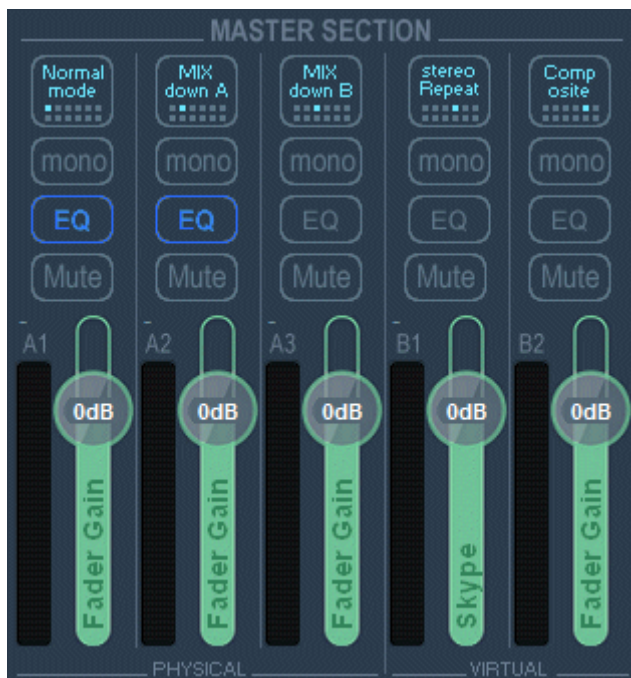 MASTER SECTION
Normal mode
MIX down A
MIX down B
stereo Repeat
Comp osite
mono mono mono mono mono
EQ EQ EQ EQ EQ
Mute Mute Mute Mute Mute
A1 A2 A3 B1 B2
0dB 0dB 0dB 0dB 0dB
Fader Gain
Fader Gain
Fader Gain
Skype
Fader Gain
PHYSICAL VIRTUAL